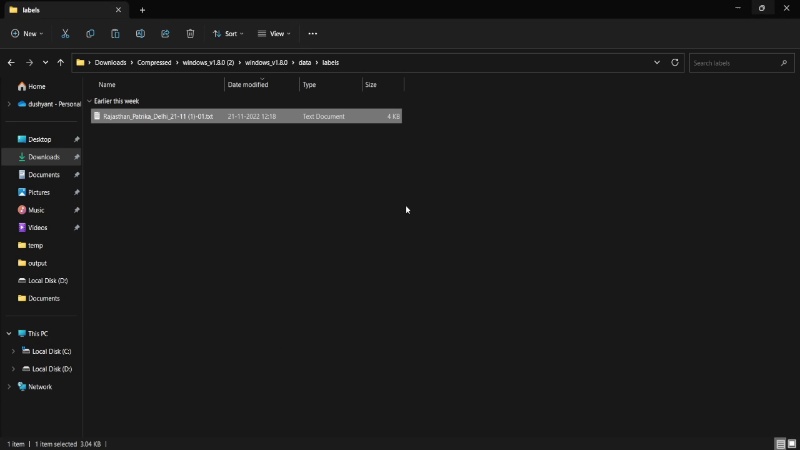 labels
New
Sort
View
Downloads > Compressed > windows_v1.8.0 (2) > windows_v1.8.0 > data > labels
Search labels
Name Date modified Type Size
Earlier this week
Rajasthan_Patrika_Delhi_21-11 (1)-01.txt 21-11-2022 12:18 Text Document 4 KB
Home
dushyant - Personal
Desktop
Downloads
Documents
Pictures
Music
Videos
temp
output
Local Disk (D:)
Documents
This PC
Local Disk (C:)
Local Disk (D:)
Network
1 item 1 item selected 3.04 KB